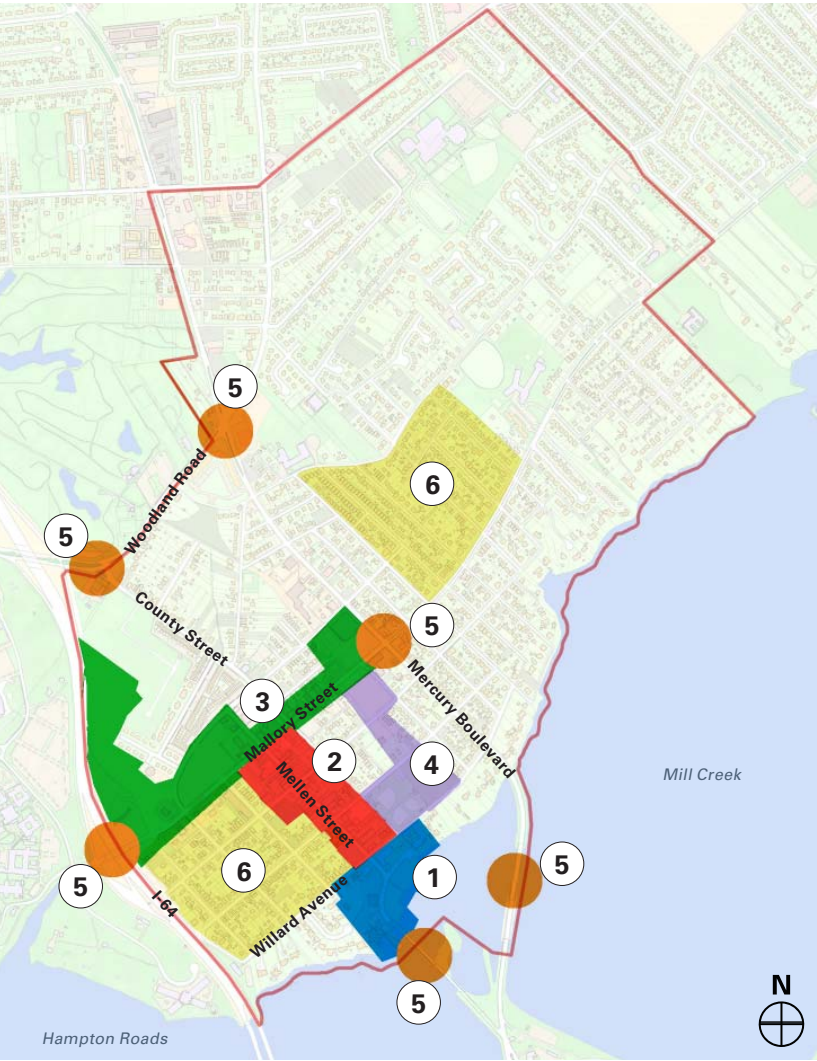 5
6
Woodland Road
5
County Street
5
3
Mallory Street
Mercury Boulevard
2
Mellen Street
4
Mill Creek
5
6
1
5
I-64
Willard Avenue
5
N
Hampton Roads